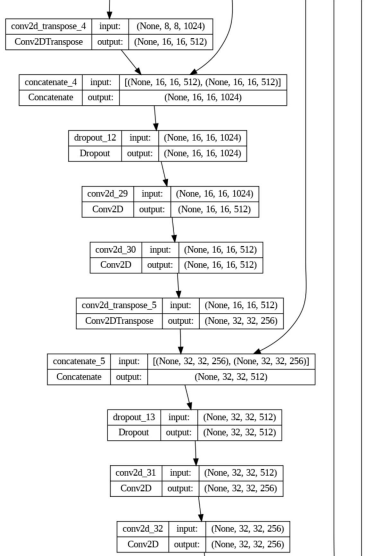 conv2d_transpose_4 input: (None, 8, 8, 1024)
Conv2DTranspose output: (None, 16, 16, 512)
concatenate_4 input: [(None, 16, 16, 512), (None, 16, 16, 512)]
Concatenate output: (None, 16, 16, 1024)
dropout_12 input: (None, 16, 16, 1024)
Dropout output: (None, 16, 16, 1024)
conv2d_29 input: (None, 16, 16, 1024)
Conv2D output: (None, 16, 16, 512)
conv2d_30 input: (None, 16, 16, 512)
Conv2D output: (None, 16, 16, 512)
conv2d_transpose_5 input: (None, 16, 16, 512)
Conv2DTranspose output: (None, 32, 32, 256)
concatenate_5 input: [(None, 32, 32, 256), (None, 32, 32, 256)]
Concatenate output: (None, 32, 32, 512)
dropout_13 input: (None, 32, 32, 512)
Dropout output: (None, 32, 32, 512)
conv2d_31 input: (None, 32, 32, 512)
Conv2D output: (None, 32, 32, 256)
conv2d_32 input: (None, 32, 32, 256)
Conv2D output: (None, 32, 32, 256)